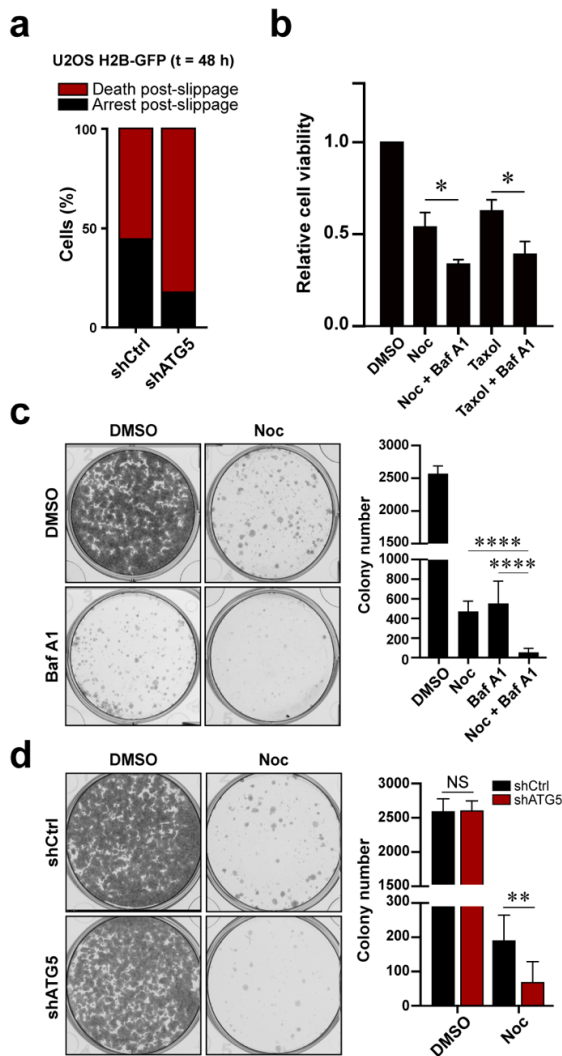 a
U2OS H2B-GFP (t = 48 h)
Death post-slippage
Arrest post-slippage
100
50
0
Cells (%)
shCtrl
shATG5
b
Relative cell viability
1.0
0.5
0.0
*
*
DMSO
Noc
Noc + Baf A1
Taxol
Taxol + Baf A1
c
DMSO
Noc
DMSO
Baf A1
Colony number
3000
2500
2000
1500
1000
800
600
400
200
0
****
****
DMSO
Noc
Baf A1
Noc + Baf A1
d
DMSO
Noc
shCtrl
shATG5
Colony number
3000
2500
2000
1500
300
200
100
0
NS
**
shCtrl
shATG5
DMSO
Noc